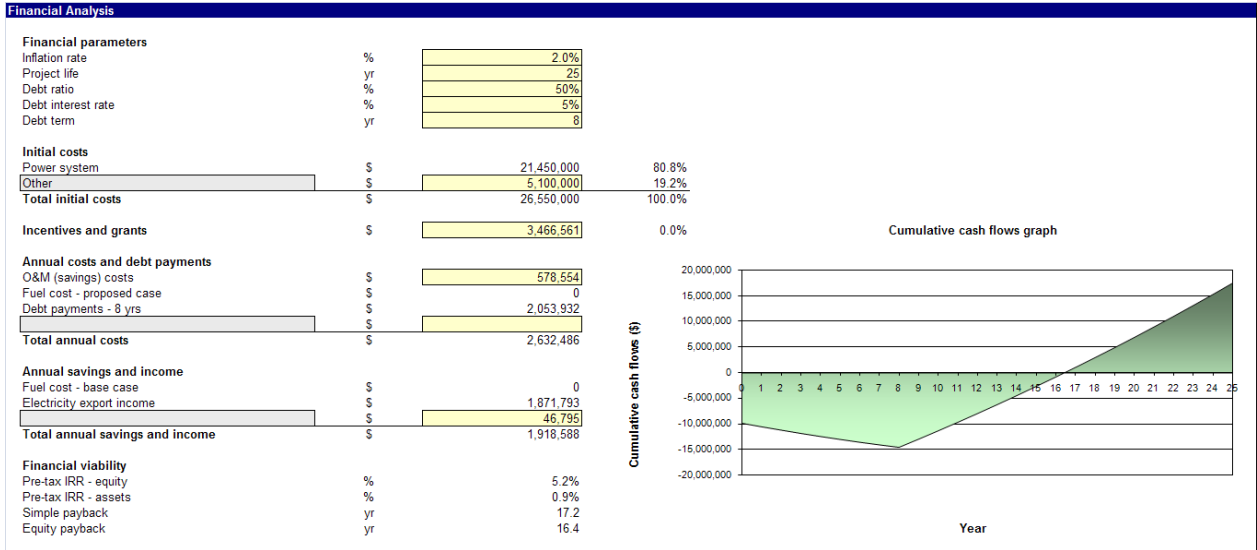 Financial Analysis
Financial parameters
Inflation rate % 2.0%
Project life yr 25
Debt ratio % 50%
Debt interest rate % 5%
Debt term yr 8
Initial costs
Power system $ 21,450,000 80.8%
Other $ 5,100,000 19.2%
Total initial costs $ 26,550,000 100.0%
Incentives and grants $ 3,466,561 0.0%
Annual costs and debt payments
O&M (savings) costs $ 578,554
Fuel cost - proposed case $ 0
Debt payments - 8 yrs $ 2,053,932
$
Total annual costs $ 2,632,486
Annual savings and income
Fuel cost - base case $ 0
Electricity export income $ 1,871,793
$ 46,795
Total annual savings and income $ 1,918,588
Financial viability
Pre-tax IRR - equity % 5.2%
Pre-tax IRR - assets % 0.9%
Simple payback yr 17.2
Equity payback yr 16.4
Cumulative cash flows graph
Cumulative cash flows ($)
20,000,000
15,000,000
10,000,000
5,000,000
0
-5,000,000
-10,000,000
-15,000,000
-20,000,000
0 1 2 3 4 5 6 7 8 9 10 11 12 13 14 15 16 17 18 19 20 21 22 23 24 25
Year